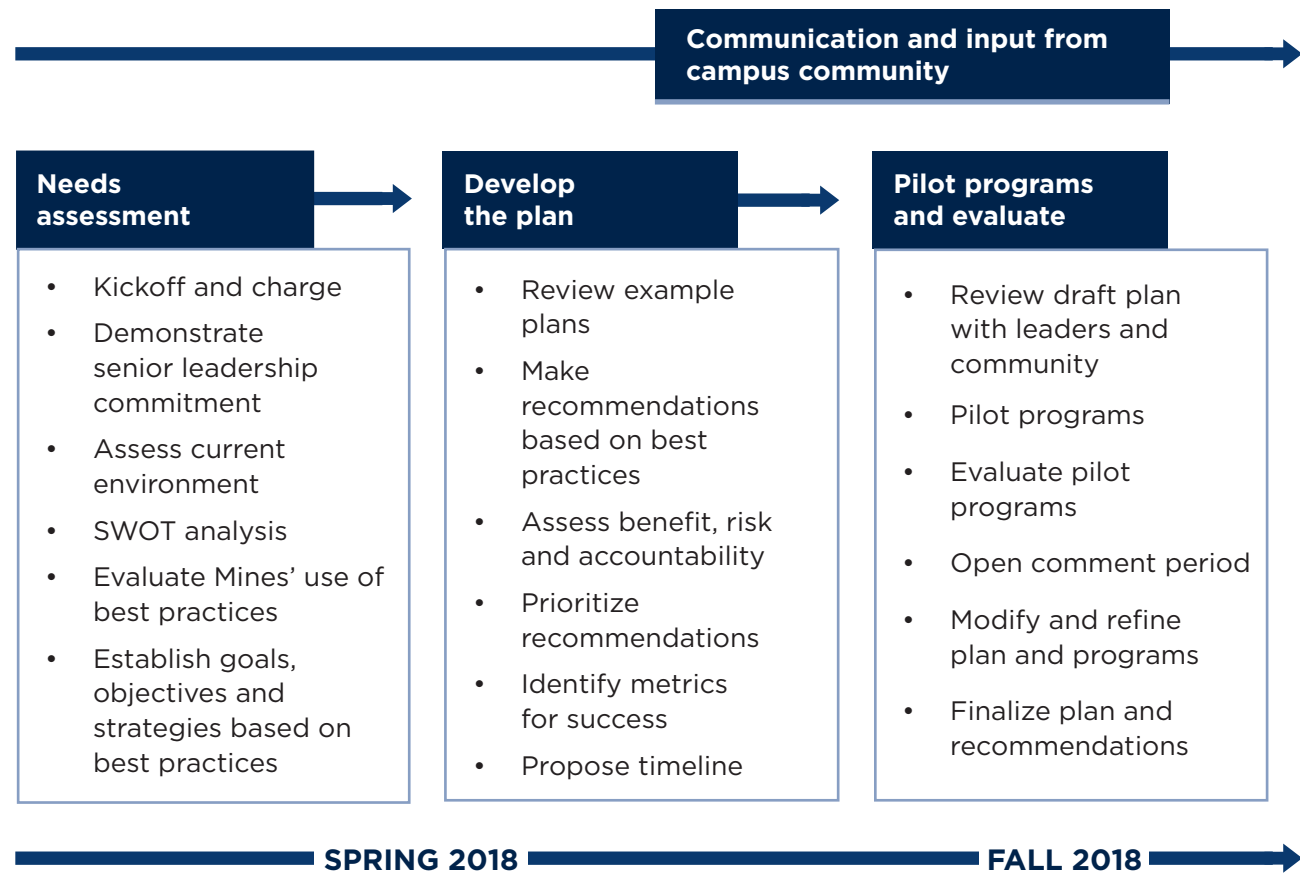 Communication and input from
campus community
Needs
assessment
• Kickoff and charge
• Demonstrate
senior leadership
commitment
• Assess current
environment
• SWOT analysis
• Evaluate Mines’ use of
best practices
• Establish goals,
objectives and
strategies based on
best practices
Develop
the plan
• Review example
plans
• Make
recommendations
based on best
practices
• Assess benefit, risk
and accountability
• Prioritize
recommendations
• Identify metrics
for success
• Propose timeline
Pilot programs
and evaluate
• Review draft plan
with leaders and
community
• Pilot programs
• Evaluate pilot
programs
• Open comment period
• Modify and refine
plan and programs
• Finalize plan and
recommendations
SPRING 2018
FALL 2018